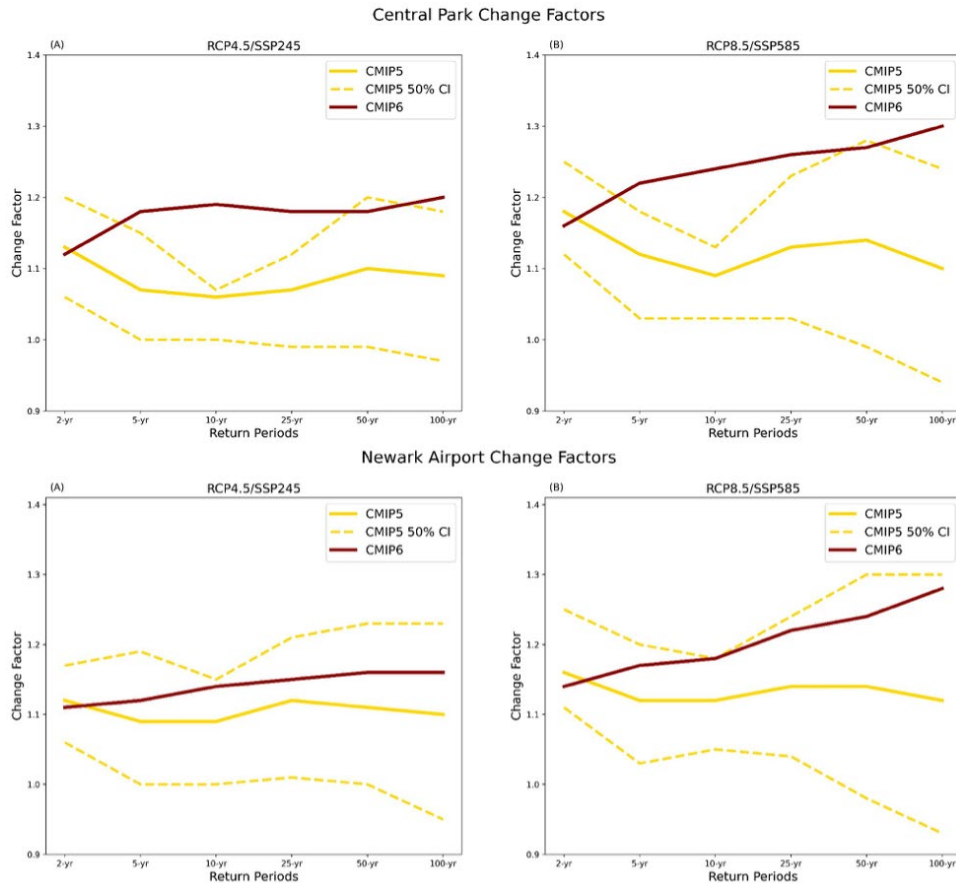 Central Park Change Factors
(A)
RCP4.5/SSP245
1.4
1.3
1.2
1.1
1.0
0.9
Change Factor
CMIP5
CMIP5 50% CI
CMIP6
2-yr 5-yr 10-yr 25-yr 50-yr 100-yr
Return Periods
(B)
RCP8.5/SSP585
1.4
1.3
1.2
1.1
1.0
0.9
Change Factor
CMIP5
CMIP5 50% CI
CMIP6
2-yr 5-yr 10-yr 25-yr 50-yr 100-yr
Return Periods
Newark Airport Change Factors
(A)
RCP4.5/SSP245
1.4
1.3
1.2
1.1
1.0
0.9
Change Factor
CMIP5
CMIP5 50% CI
CMIP6
2-yr 5-yr 10-yr 25-yr 50-yr 100-yr
Return Periods
(B)
RCP8.5/SSP585
1.4
1.3
1.2
1.1
1.0
0.9
Change Factor
CMIP5
CMIP5 50% CI
CMIP6
2-yr 5-yr 10-yr 25-yr 50-yr 100-yr
Return Periods